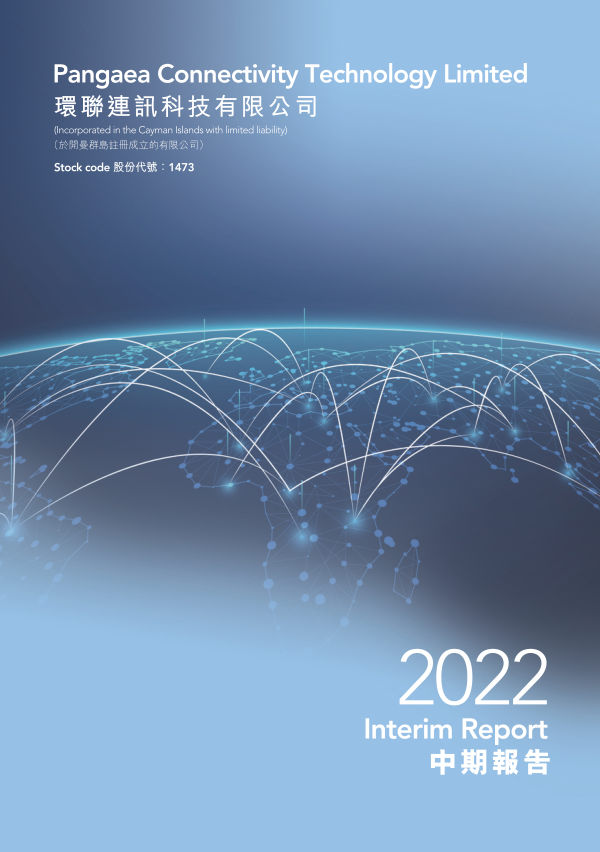 Pangaea Connectivity Technology Limited
環聯連訊科技有限公司
(Incorporated in the Cayman Islands with limited liability)
（於開曼群島註冊成立的有限公司）
Stock code 股份代號：1473
2022
Interim Report
中期報告